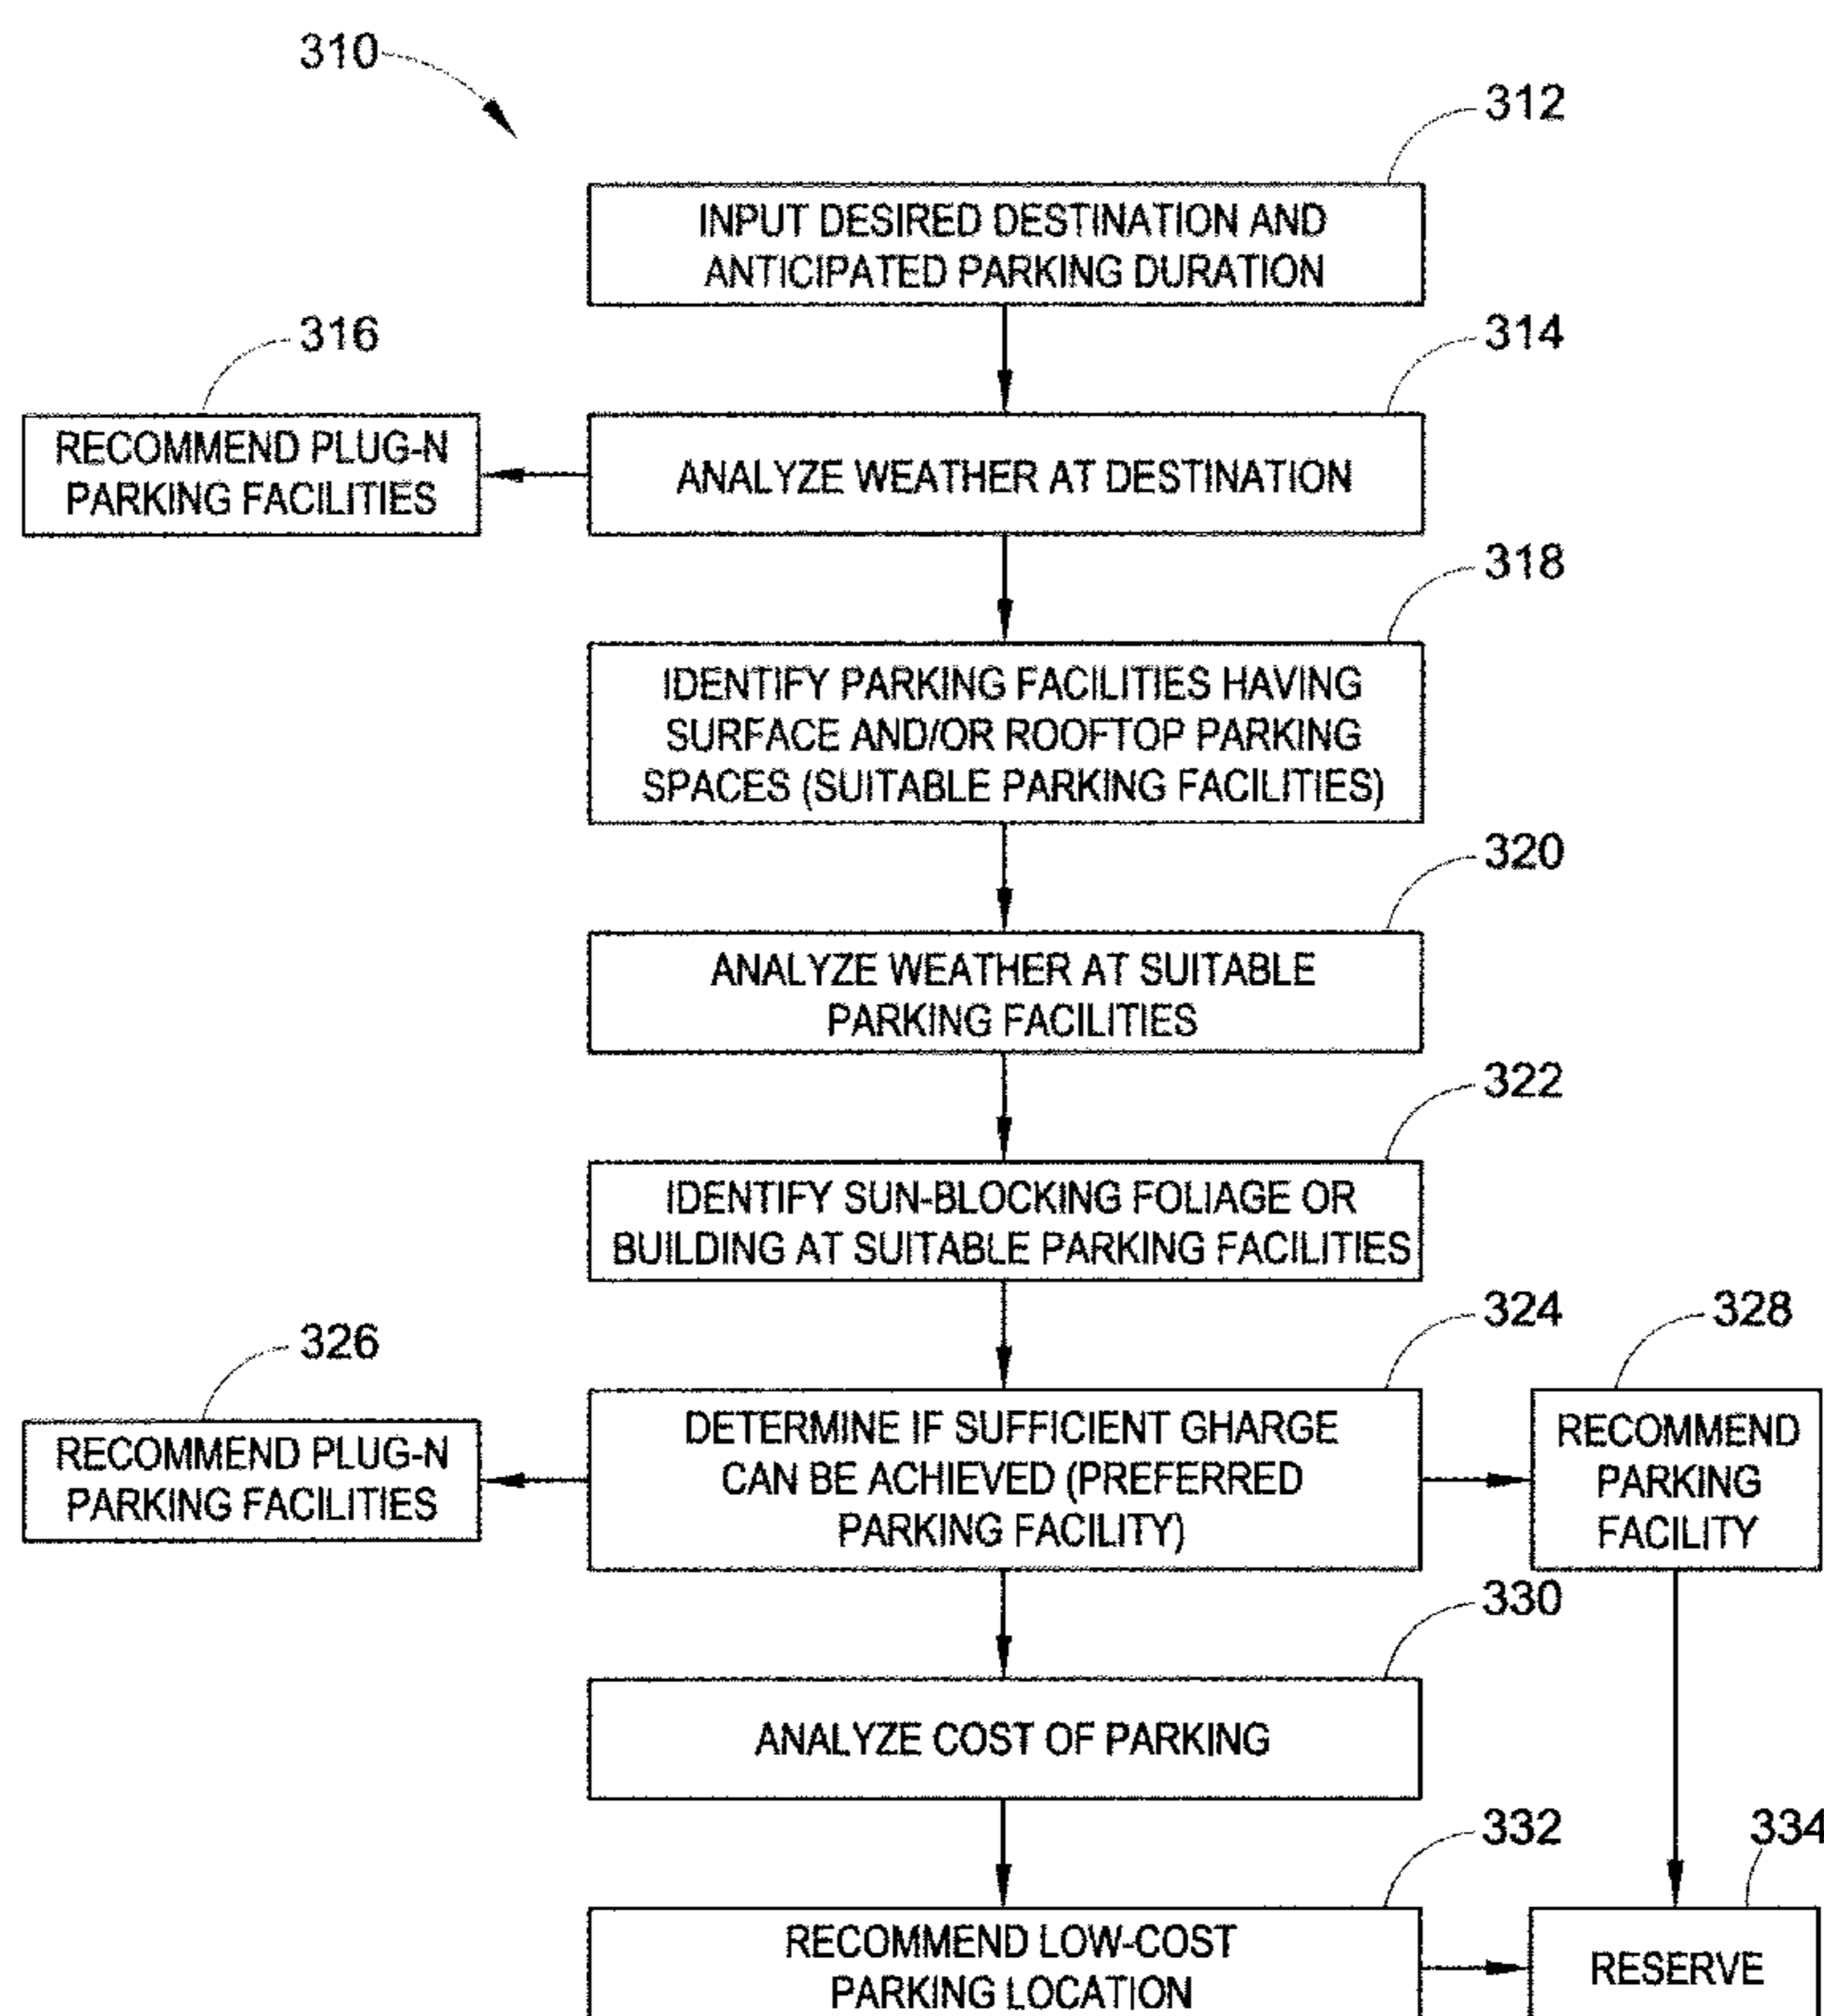 310
312
INPUT DESIRED DESTINATION AND
ANTICIPATED PARKING DURATION
314
316
RECOMMEND PLUG-N
PARKING FACILITIES
ANALYZE WEATHER AT DESTINATION
318
IDENTIFY PARKING FACILITIES HAVING
SURFACE AND/OR ROOFTOP PARKING
SPACES (SUITABLE PARKING FACILITIES)
320
ANALYZE WEATHER AT SUITABLE
PARKING FACILITIES
322
IDENTIFY SUN-BLOCKING FOLIAGE OR
BUILDING AT SUITABLE PARKING FACILITIES
324
328
326
RECOMMEND PLUG-N
PARKING FACILITIES
DETERMINE IF SUFFICIENT GHARGE
CAN BE ACHIEVED (PREFERRED
PARKING FACILITY)
RECOMMEND
PARKING
FACILITY
330
ANALYZE COST OF PARKING
332
334
RECOMMEND LOW-COST
PARKING LOCATION
RESERVE